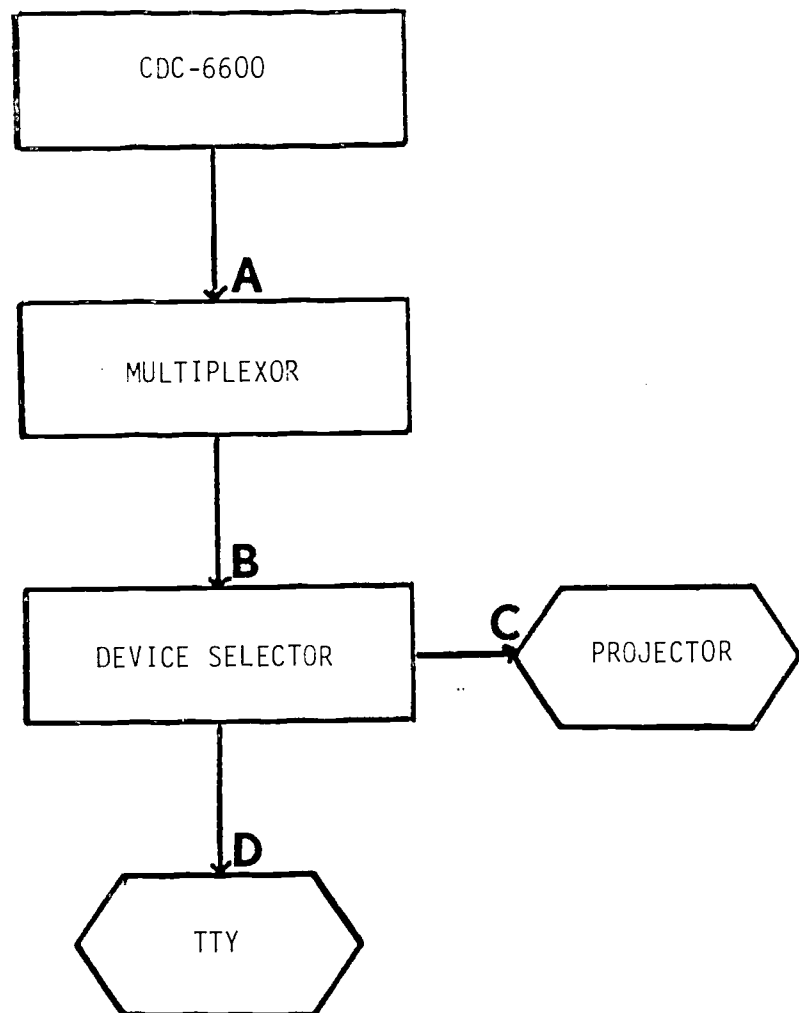 CDC-6600
A
MULTIPLEXOR
B
DEVICE SELECTOR
C
PROJECTOR
D
TTY